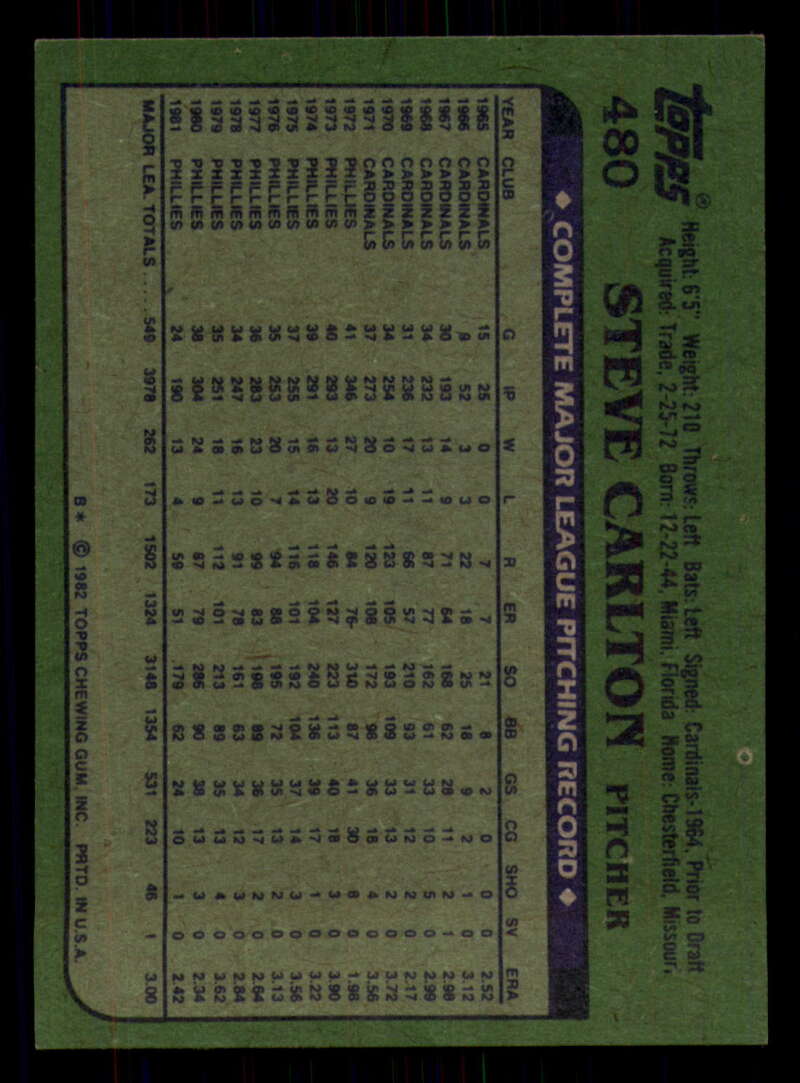 Topps®
480 STEVE CARLTON PITCHER
Height: 6'5" Weight: 210 Throws: Left Bats: Left Signed: Cardinals-1964, Prior to Draft
Acquired: Trade, 2-25-72 Born: 12-22-44, Miami, Florida Home: Chesterfield, Missouri
◆ COMPLETE MAJOR LEAGUE PITCHING RECORD ◆
YEAR CLUB G IP W L R ER SO BB GS CG SHO SV ERA
1965 CARDINALS 15 25 0 0 7 7 21 8 2 0 0 0 2.52
1966 CARDINALS 9 52 3 3 22 18 25 18 9 2 1 0 3.12
1967 CARDINALS 30 193 14 9 71 64 168 62 28 11 2 1 2.98
1968 CARDINALS 34 232 13 11 87 77 162 61 33 10 5 0 2.99
1969 CARDINALS 31 236 17 11 66 57 210 93 31 12 2 0 2.17
1970 CARDINALS 34 254 10 19 123 105 193 109 33 13 2 0 3.72
1971 CARDINALS 37 273 20 9 120 108 172 98 36 18 4 0 3.56
1972 PHILLIES 41 346 27 10 84 76 310 87 41 30 8 0 1.98
1973 PHILLIES 40 293 13 20 146 127 223 113 40 18 3 0 3.90
1974 PHILLIES 39 291 16 13 118 104 240 136 39 17 1 0 3.22
1975 PHILLIES 37 255 15 14 116 101 192 104 37 14 3 0 3.56
1976 PHILLIES 35 253 20 7 94 88 195 72 35 13 2 0 3.13
1977 PHILLIES 36 283 23 10 99 83 198 89 36 17 2 0 2.64
1978 PHILLIES 34 247 16 13 91 78 161 63 34 12 3 0 2.84
1979 PHILLIES 35 251 18 11 112 101 213 89 35 13 4 0 3.62
1980 PHILLIES 38 304 24 9 87 79 286 90 38 13 3 0 2.34
1981 PHILLIES 24 190 13 4 59 51 179 62 24 10 1 0 2.42
MAJOR LEA. TOTALS ..... 549 3978 262 173 1502 1324 3148 1354 531 223 46 1 3.00
B* © 1982 TOPPS CHEWING GUM, INC. PRTD. IN U.S.A.